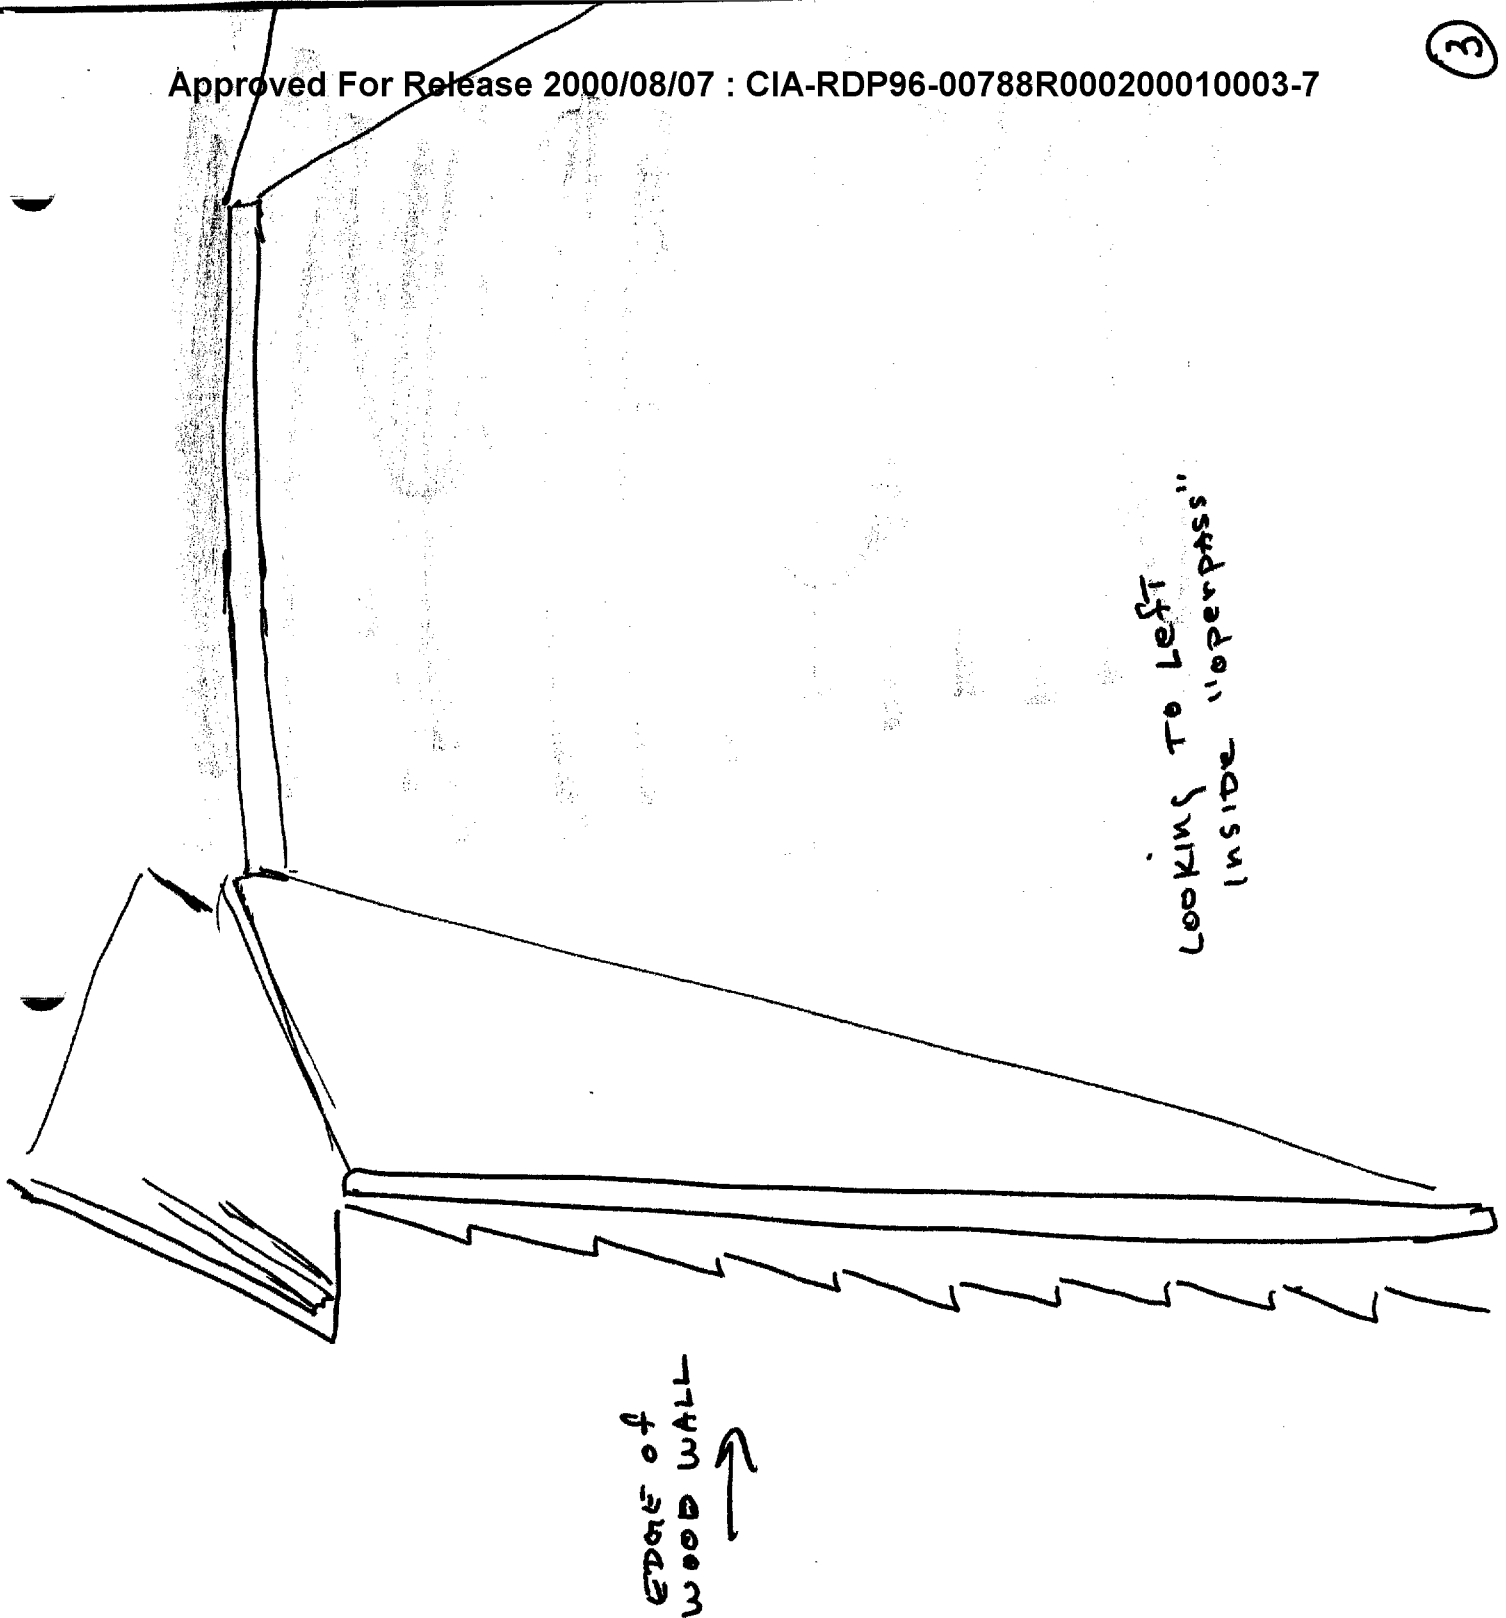 Approved For Release 2000/08/07 : CIA-RDP96-00788R000200010003-7
3
LOOKING TO LEFT
INSIDE "OPENPASS"
EDGE OF
WOOD WALL